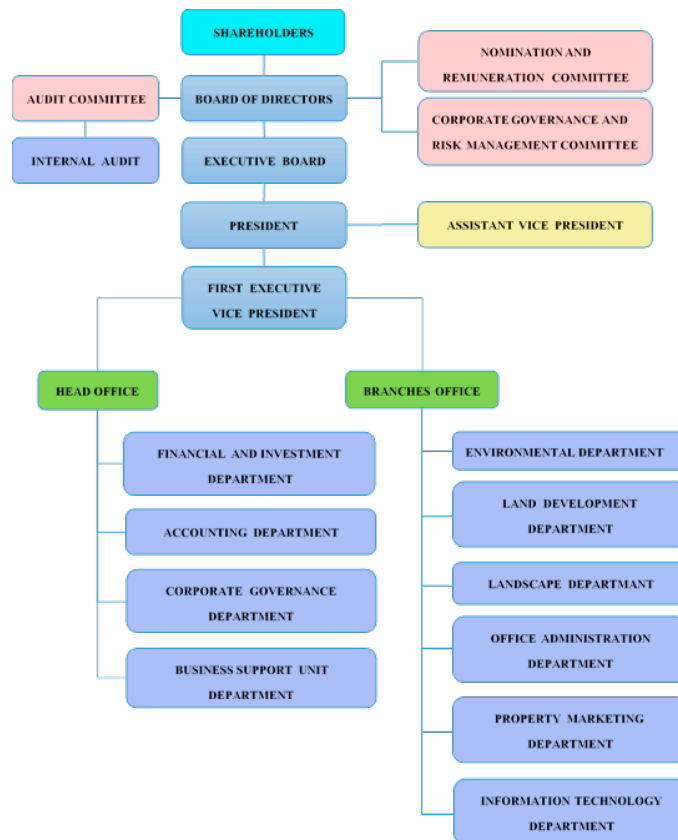 SHAREHOLDERS
NOMINATION AND
REMUNERATION COMMITTEE
AUDIT COMMITTEE
BOARD OF DIRECTORS
CORPORATE GOVERNANCE AND
RISK MANAGEMENT COMMITTEE
INTERNAL AUDIT
EXECUTIVE BOARD
PRESIDENT
ASSISTANT VICE PRESIDENT
FIRST EXECUTIVE
VICE PRESIDENT
HEAD OFFICE
BRANCHES OFFICE
FINANCIAL AND INVESTMENT
DEPARTMENT
ACCOUNTING DEPARTMENT
CORPORATE GOVERNANCE
DEPARTMENT
BUSINESS SUPPORT UNIT
DEPARTMENT
ENVIRONMENTAL DEPARTMENT
LAND DEVELOPMENT
DEPARTMENT
LANDSCAPE DEPARTMANT
OFFICE ADMINISTRATION
DEPARTMENT
PROPERTY MARKETING
DEPARTMENT
INFORMATION TECHNOLOGY
DEPARTMENT